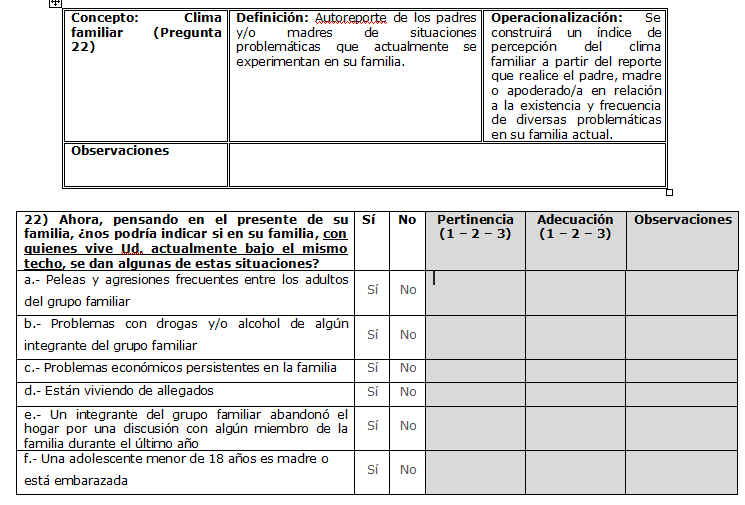 Concepto: Clima
familiar (Pregunta
22)
Definición: Autoreporte de los padres
y/o madres de situaciones
problemáticas que actualmente se
experimentan en su familia.
Operacionalización: Se
construirá un índice de
percepción del clima
familiar a partir del reporte
que realice el padre, madre
o apoderado/a en relación
a la existencia y frecuencia
de diversas problemáticas
en su familia actual.
Observaciones
22) Ahora, pensando en el presente de su
familia, ¿nos podría indicar si en su familia, con
quienes vive Ud. actualmente bajo el mismo
techo, se dan algunas de estas situaciones?
Sí No Pertinencia Adecuación Observaciones
(1 – 2 – 3) (1 – 2 – 3)
a.- Peleas y agresiones frecuentes entre los adultos
del grupo familiar
Sí No
b.- Problemas con drogas y/o alcohol de algún
integrante del grupo familiar
Sí No
c.- Problemas económicos persistentes en la familia Sí No
d.- Están viviendo de allegados Sí No
e.- Un integrante del grupo familiar abandonó el
hogar por una discusión con algún miembro de la
familia durante el último año
Sí No
f.- Una adolescente menor de 18 años es madre o
está embarazada
Sí No